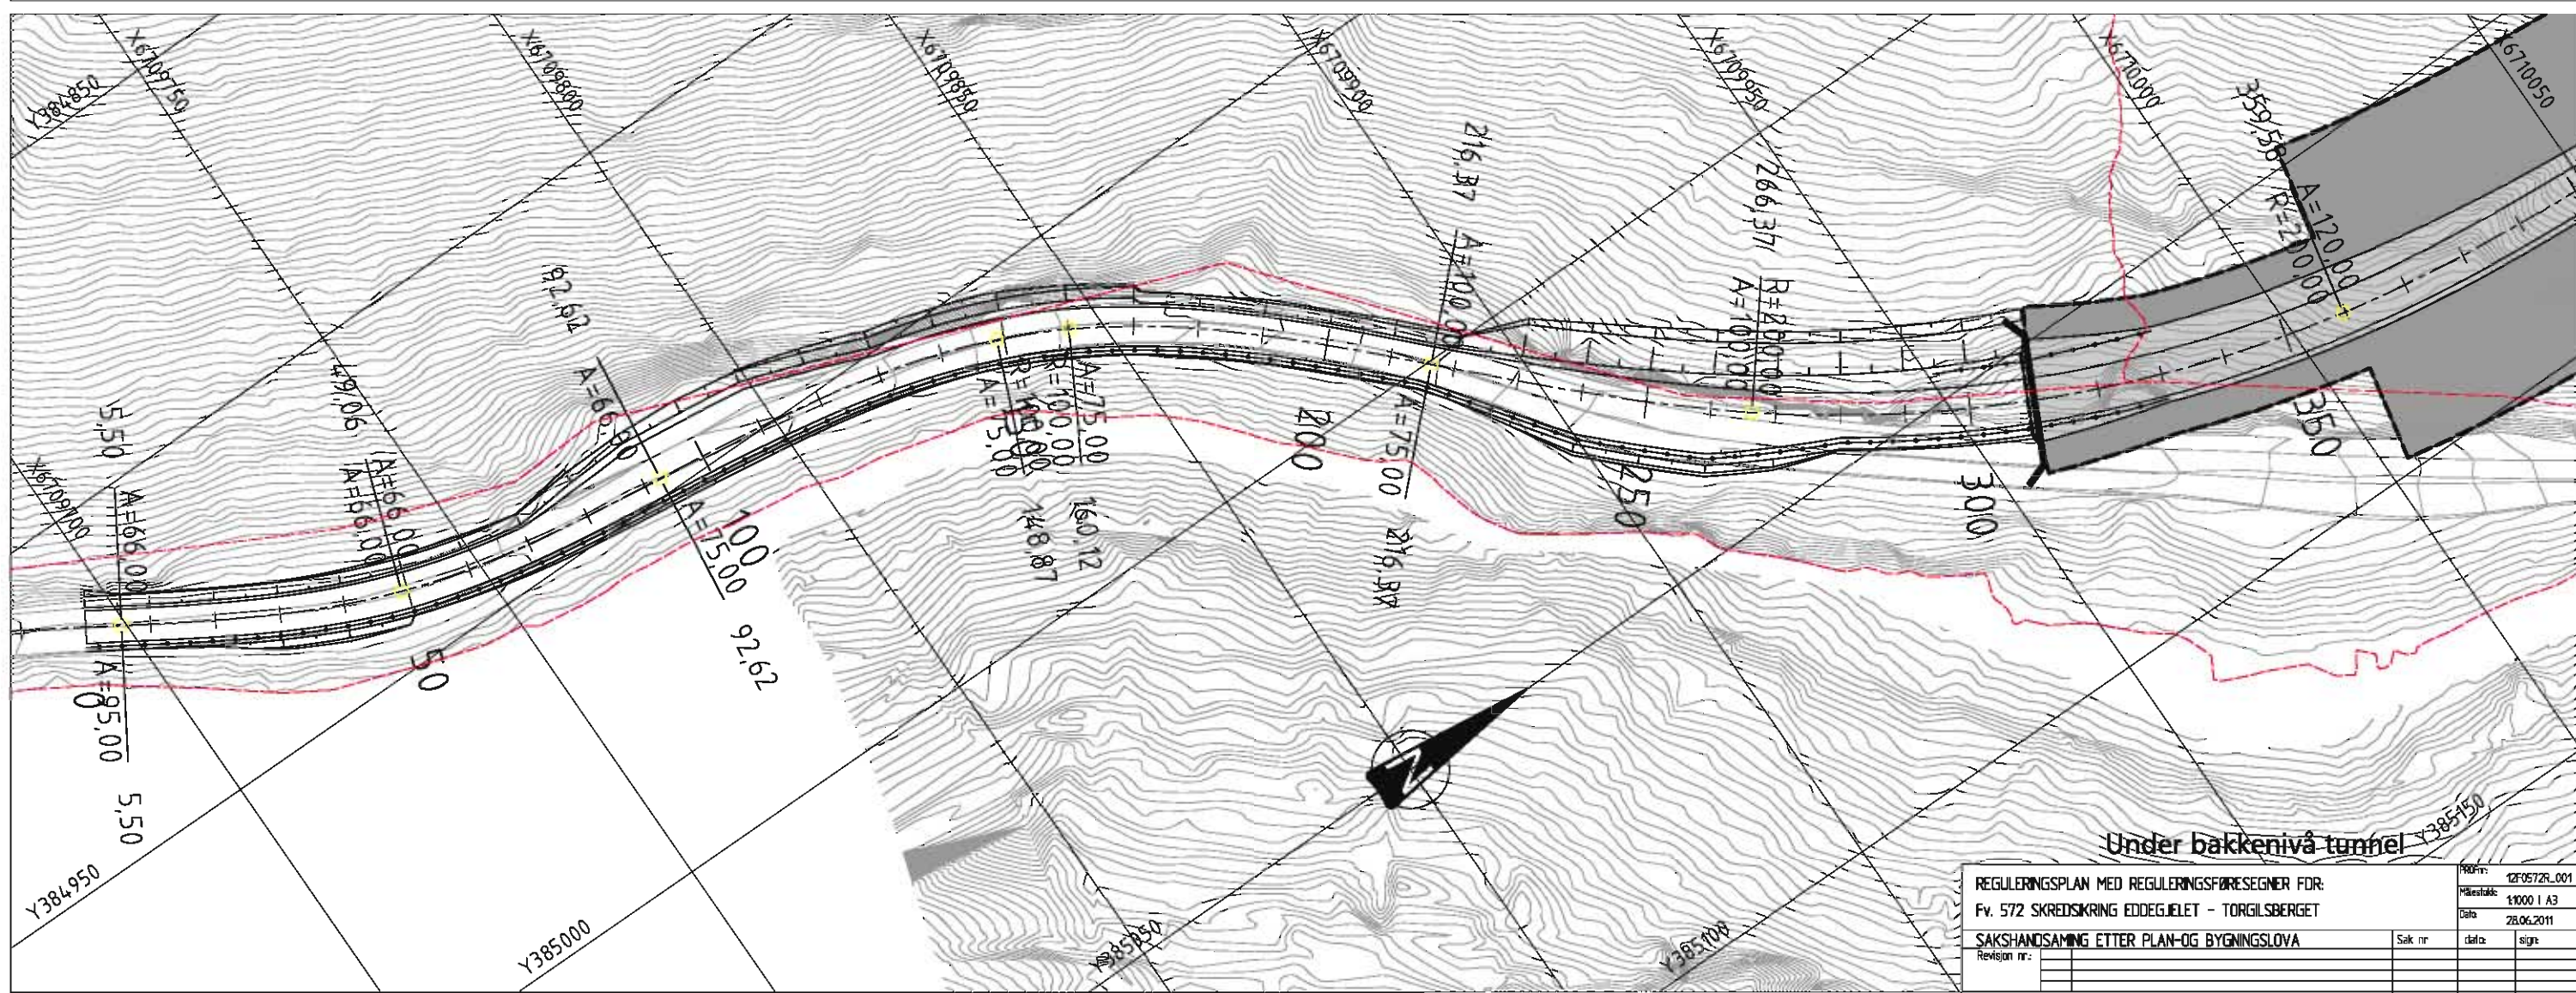 X6709750
X6709800
X6709850
X6709900
X6709950
X6710000
X6710050
Y384850
359,58
216,37
266,37
A=120,00
R=200,00
92,62
A=100,00
R=200,00
A=100,00
5,50
49,06
A=66,00
X6709700
A=66,00
A=66,00
A=66,00
A=75,00
R=100,00
R=100,00
A=75,00
A=75,00
200
250
300
350
A=75,00
100
148,87
160,12
216,37
50
92,62
A=95,00
0
5,50
Z
Y384950
Y385000
Y385050
Y385100
Y385150
Under bakkenivå tunnel
REGULERINGSPLAN MED REGULERINGSFØRESEGNER FOR:
Fv. 572 SKREDSIKRING EDDEGJELET - TORGILSBERGET
SAKSHANDSAMING ETTER PLAN-OG BYGNINGSLOVA
Revisjon nr.:
Sak nr
dato:
sign:
PROFnr.: 12F0572R_001
Målestokk: 1:1000 I A3
Dato: 28.06.2011